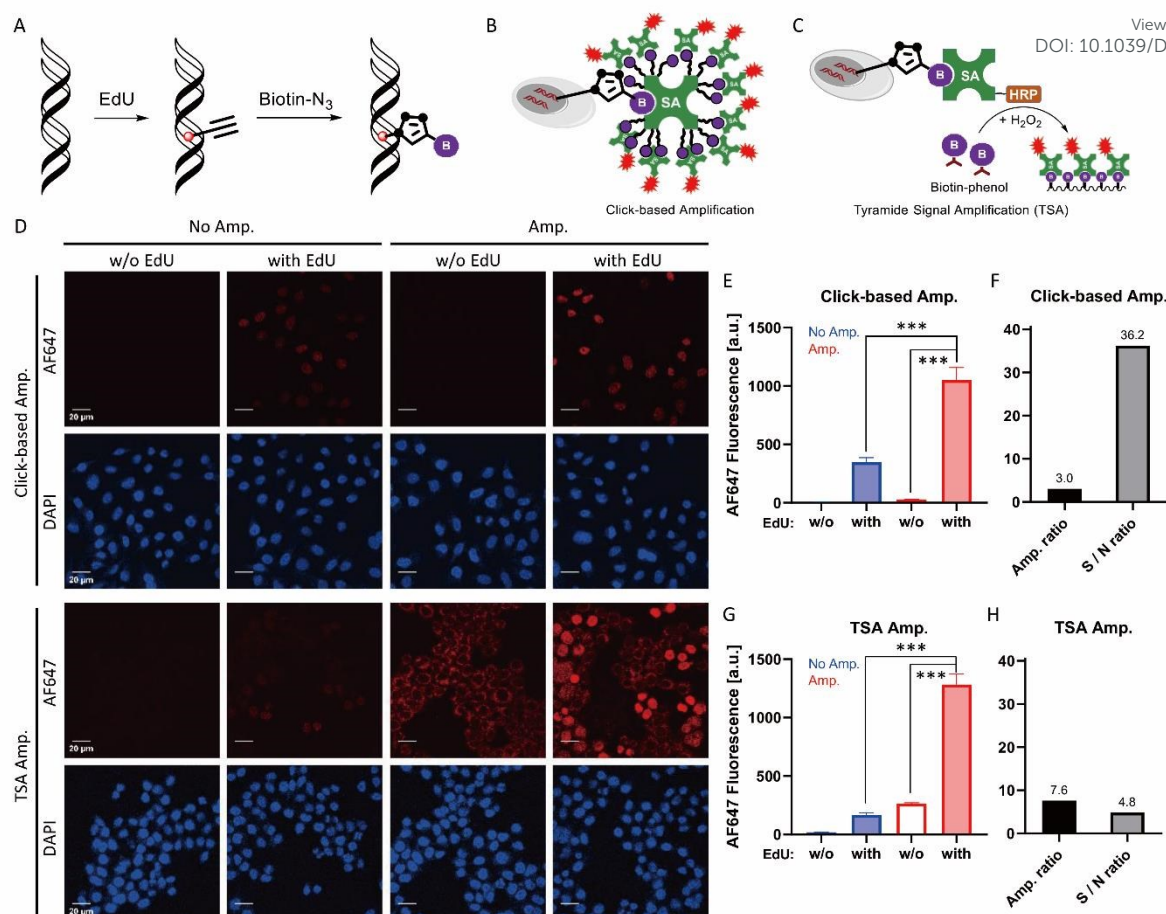 View
DOI: 10.1039/D
A
EdU
Biotin-N3
B
B
B
SA
Click-based Amplification
C
B
SA
HRP
+ H2O2
B
B
Biotin-phenol
SA SA SA
B B B B B
Tyramide Signal Amplification (TSA)
D
No Amp.
Amp.
w/o EdU
with EdU
w/o EdU
with EdU
Click-based Amp.
AF647
20 μm
DAPI
20 μm
TSA Amp.
AF647
20 μm
DAPI
20 μm
E
Click-based Amp.
AF647 Fluorescence [a.u.]
1500
1000
500
0
No Amp.
Amp.
***
***
EdU: w/o with w/o with
F
Click-based Amp.
40
30
20
10
0
3.0
36.2
Amp. ratio
S / N ratio
G
TSA Amp.
AF647 Fluorescence [a.u.]
1500
1000
500
0
No Amp.
Amp.
***
***
EdU: w/o with w/o with
H
TSA Amp.
40
30
20
10
0
7.6
4.8
Amp. ratio
S / N ratio